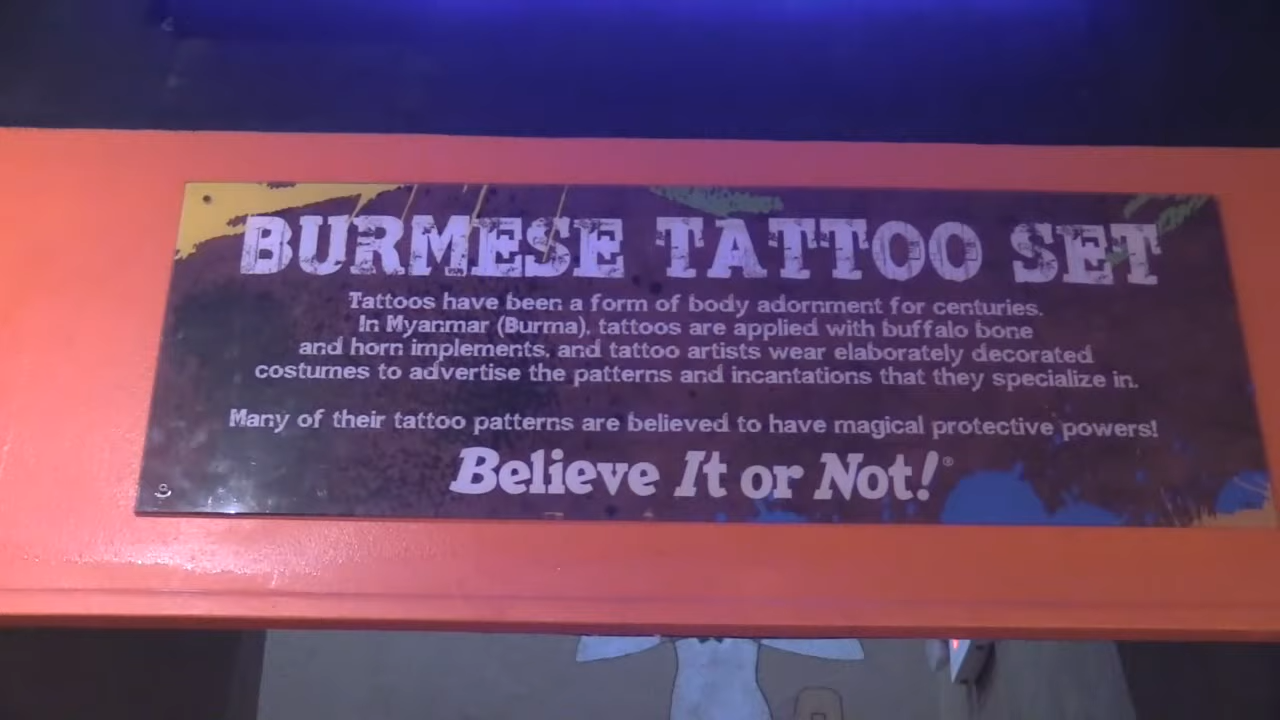 BURMESE TATTOO SET
Tattoos have been a form of body adornment for centuries.
In Myanmar (Burma), tattoos are applied with buffalo bone
and horn implements, and tattoo artists wear elaborately decorated
costumes to advertise the patterns and incantations that they specialize in.
Many of their tattoo patterns are believed to have magical protective powers!
Believe It or Not!®